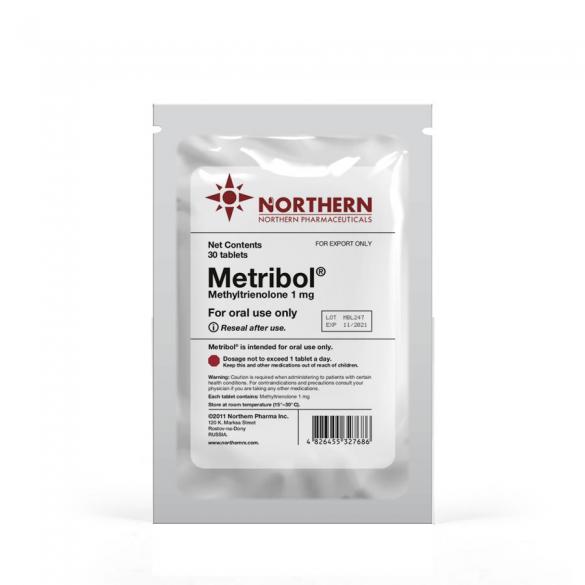 NORTHERN
NORTHERN PHARMACEUTICALS
Net Contents
30 tablets
FOR EXPORT ONLY
Metribol®
Methyltrienolone 1 mg
For oral use only
Reseal after use.
LOT MBL247
EXP 11/2021
Metribol® is intended for oral use only.
Dosage not to exceed 1 tablet a day.
Keep this and other medications out of reach of children.
Warning: Caution is required when administering to patients with certain
health conditions. For contraindications and precautions consult your
physician if you are taking any other medications.
Each tablet contains: Methyltrienolone 1 mg
Store at room temperature (15°–30° C).
©2011 Northern Pharma Inc.
120 K. Marksa Street
Rostov-na-Dony
RUSSIA.
www.northernrx.com.
4 826455 327686